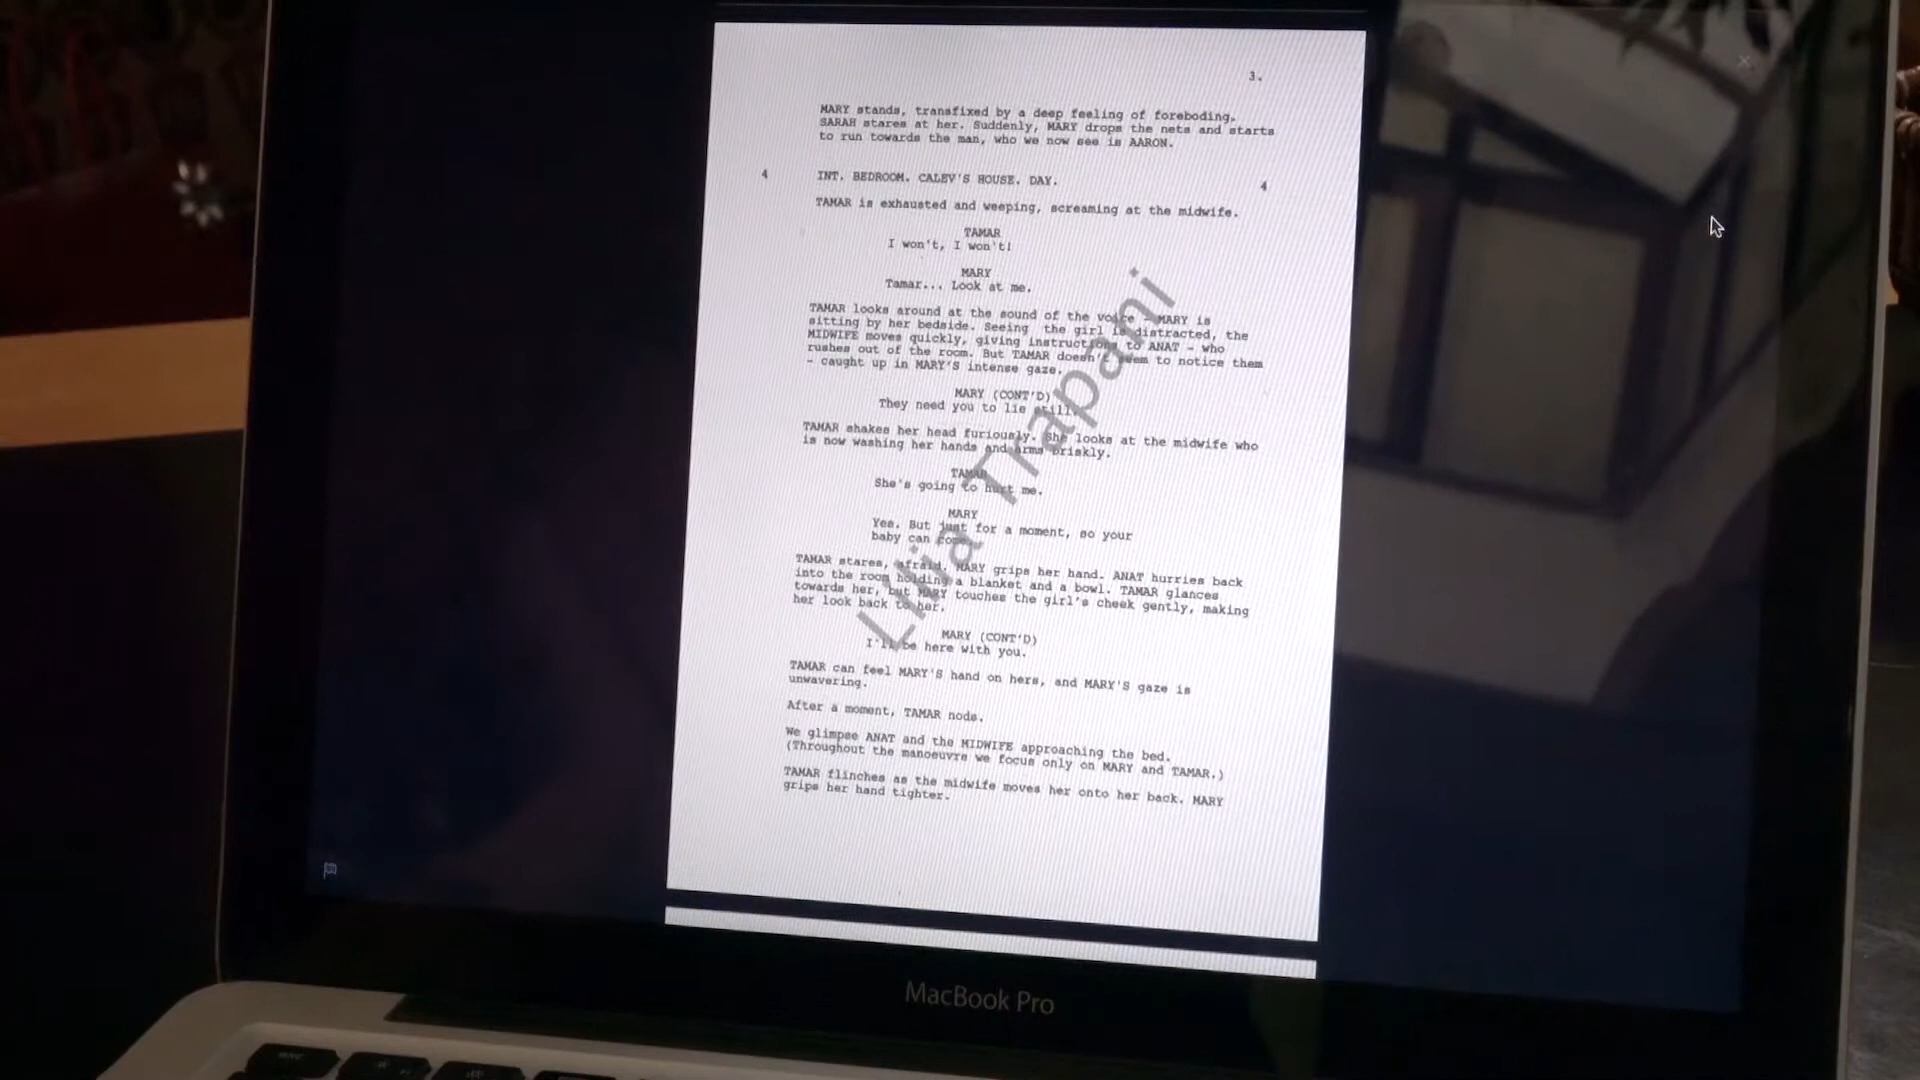 3.
MARY stands, transfixed by a deep feeling of foreboding.
SARAH stares at her. Suddenly, MARY drops the nets and starts
to run towards the man, who we now see is AARON.
4 INT. BEDROOM. CALEV'S HOUSE. DAY. 4
TAMAR is exhausted and weeping, screaming at the midwife.
TAMAR
I won't, I won't!
MARY
Tamar... Look at me.
TAMAR looks around at the sound of the voice - MARY is
sitting by her bedside. Seeing the girl is distracted, the
MIDWIFE moves quickly, giving instructions to ANAT - who
rushes out of the room. But TAMAR doesn't seem to notice them
- caught up in MARY'S intense gaze.
MARY (CONT'D)
They need you to lie still.
TAMAR shakes her head furiously. She looks at the midwife who
is now washing her hands and arms briskly.
TAMAR
She's going to hurt me.
MARY
Yes. But just for a moment, so your
baby can come.
TAMAR stares, afraid. MARY grips her hand. ANAT hurries back
into the room holding a blanket and a bowl. TAMAR glances
towards her, but MARY touches the girl's cheek gently, making
her look back to her.
MARY (CONT'D)
I'll be here with you.
TAMAR can feel MARY'S hand on hers, and MARY'S gaze is
unwavering.
After a moment, TAMAR nods.
We glimpse ANAT and the MIDWIFE approaching the bed.
(Throughout the manoeuvre we focus only on MARY and TAMAR.)
TAMAR flinches as the midwife moves her onto her back. MARY
grips her hand tighter.
Trapani
MacBook Pro